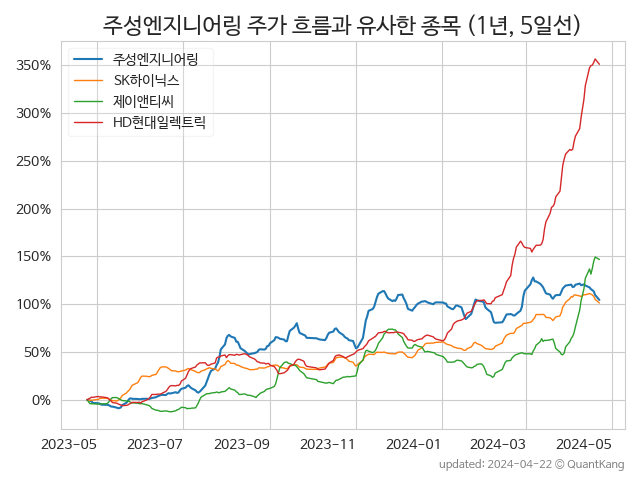 주성엔지니어링 주가 흐름과 유사한 종목 (1년, 5일선)
주성엔지니어링
SK하이닉스
제이앤티씨
HD현대일렉트릭
350%
300%
250%
200%
150%
100%
50%
0%
2023-05 2023-07 2023-09 2023-11 2024-01 2024-03 2024-05
updated: 2024-04-22 © QuantKang